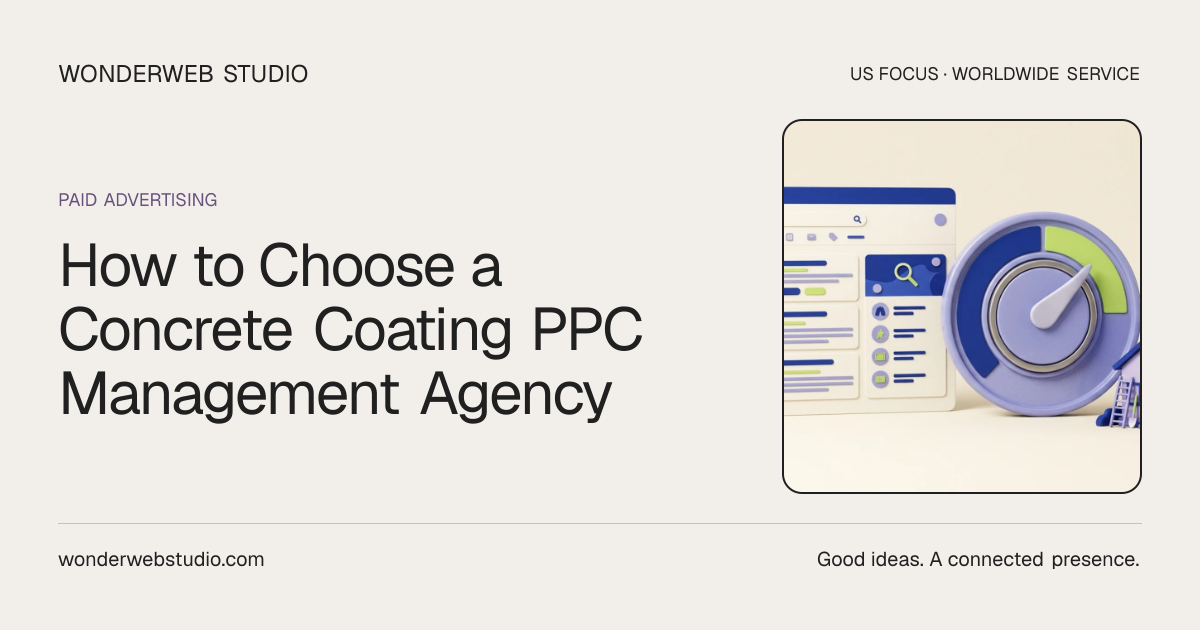 WONDERWEB STUDIO
US FOCUS · WORLDWIDE SERVICE
PAID ADVERTISING
How to Choose a
Concrete Coating PPC
Management Agency
wonderwebstudio.com
Good ideas. A connected presence.